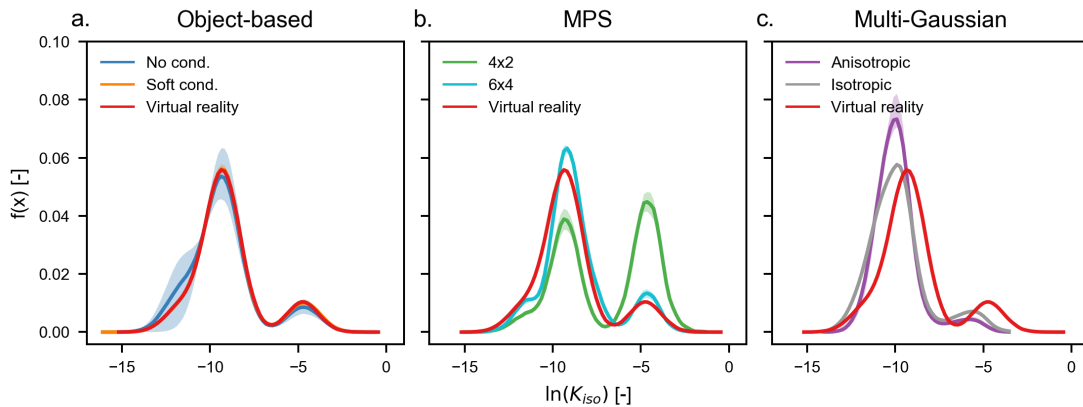 a. Object-based
b. MPS
c. Multi-Gaussian
f(x) [-]
0.10
0.08
0.06
0.04
0.02
0.00
No cond.
Soft cond.
Virtual reality
4x2
6x4
Virtual reality
Anisotropic
Isotropic
Virtual reality
−15 −10 −5 0
−15 −10 −5 0
−15 −10 −5 0
ln(K_iso) [-]